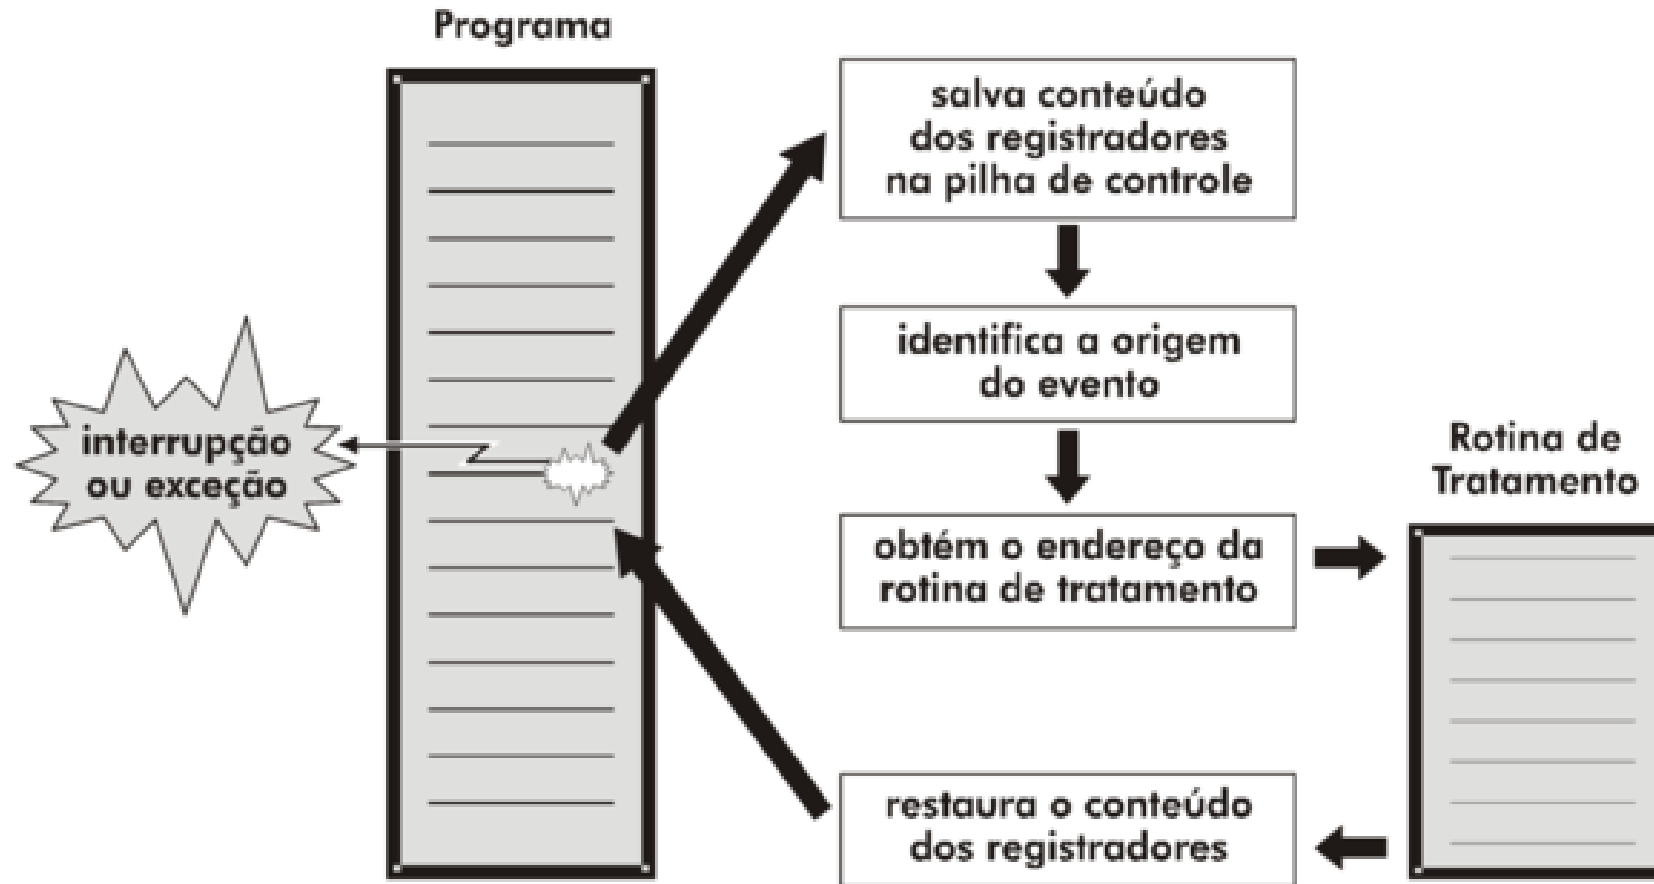 Programa
salva conteúdo
dos registradores
na pilha de controle
identifica a origem
do evento
interrupção
ou exceção
Rotina de
Tratamento
obtém o endereço da
rotina de tratamento
restaura o conteúdo
dos registradores